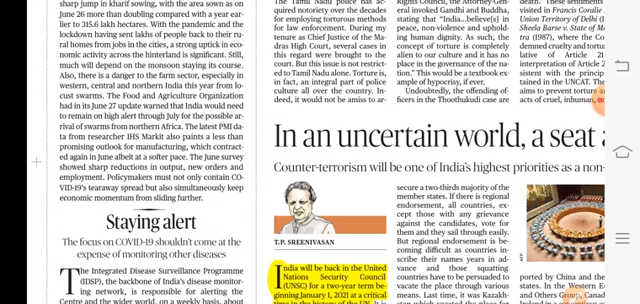 sharp jump in kharif sowing, with the area sown as on
June 26 more than doubling compared with a year ear-
lier to 315.6 lakh hectares. With the pandemic and the
lockdown having sent lakhs of people back to their ru-
ral homes from jobs in the cities, a strong uptick in eco-
nomic activity across the hinterland is significant. Still,
much will depend on the monsoon staying its course.
Also, there is a danger to the farm sector, especially in
western, central and northern India this year from lo-
cust swarms. The Food and Agriculture Organization
had in its June 27 update warned that India would need
to remain on high alert through July for the possible ar-
rival of swarms from northern Africa. The latest PMI da-
ta from researcher IHS Markit also paints a less than
promising outlook for manufacturing, which contract-
ed again in June albeit at a softer pace. The June survey
showed sharp reductions in output, new orders and
employment. Policymakers must not only contain CO-
VID-19's tearaway spread but also simultaneously keep
economic momentum from sliding further.
Staying alert
The focus on COVID-19 shouldn't come at the
expense of monitoring other diseases
The Integrated Disease Surveillance Programme
(IDSP), the backbone of India's disease monitor-
ing network, is responsible for alerting the
Centre and the wider world, on a weekly basis, about
The Tamil Nadu police has ac-
quired notoriety over the decades
for employing torturous methods
for law enforcement. During my
tenure as Chief Justice of the Ma-
dras High Court, several cases in
this regard were brought to the
court. But this issue is not restrict-
ed to Tamil Nadu alone. Torture is,
in fact, an integral part of police
culture all over the country. In-
deed, it would not be amiss to ar-
Rights Council, the Attorney-Gen-
eral invoked Gandhi and Buddha,
stating that "India...believe[s] in
peace, non-violence and uphold-
ing human dignity. As such, the
concept of torture is completely
alien to our culture and it has no
place in the governance of the na-
tion." This would be a textbook ex-
ample of hypocrisy, if ever.
Undoubtedly, the offending of-
ficers in the Thoothukudi case are
death. These sentiments
visited in Francis Coralie
Union Territory of Delhi (1
Sheela Barse v. State of M
tra (1987), where the Co
demned cruelty and tortur
lative of Article 21
interpretation of Article 2
sistent with the principles
tained in the UNCAT. The
aims to prevent torture a
acts of cruel, inhuman,
In an uncertain world, a seat a
Counter-terrorism will be one of India's highest priorities as a non-
T.P. SREENIVASAN
India will be back in the United
Nations Security Council
(UNSC) for a two-year term be-
ginning January 1, 2021 at a critical
time in the history of the UN. It is
secure a two-thirds majority of the
member states. If there is regional
endorsement, all countries, except
those with any grievance
against the candidates, vote for
them and they sail through easily.
But regional endorsement is be-
coming difficult as countries in-
scribe their names years in ad-
vance and those squatting
countries have to be persuaded to
vacate the place through various
means. Last time, it was Kazakh-
AFP
ported by China and the
states. In the Western E
and Others Group, Canad